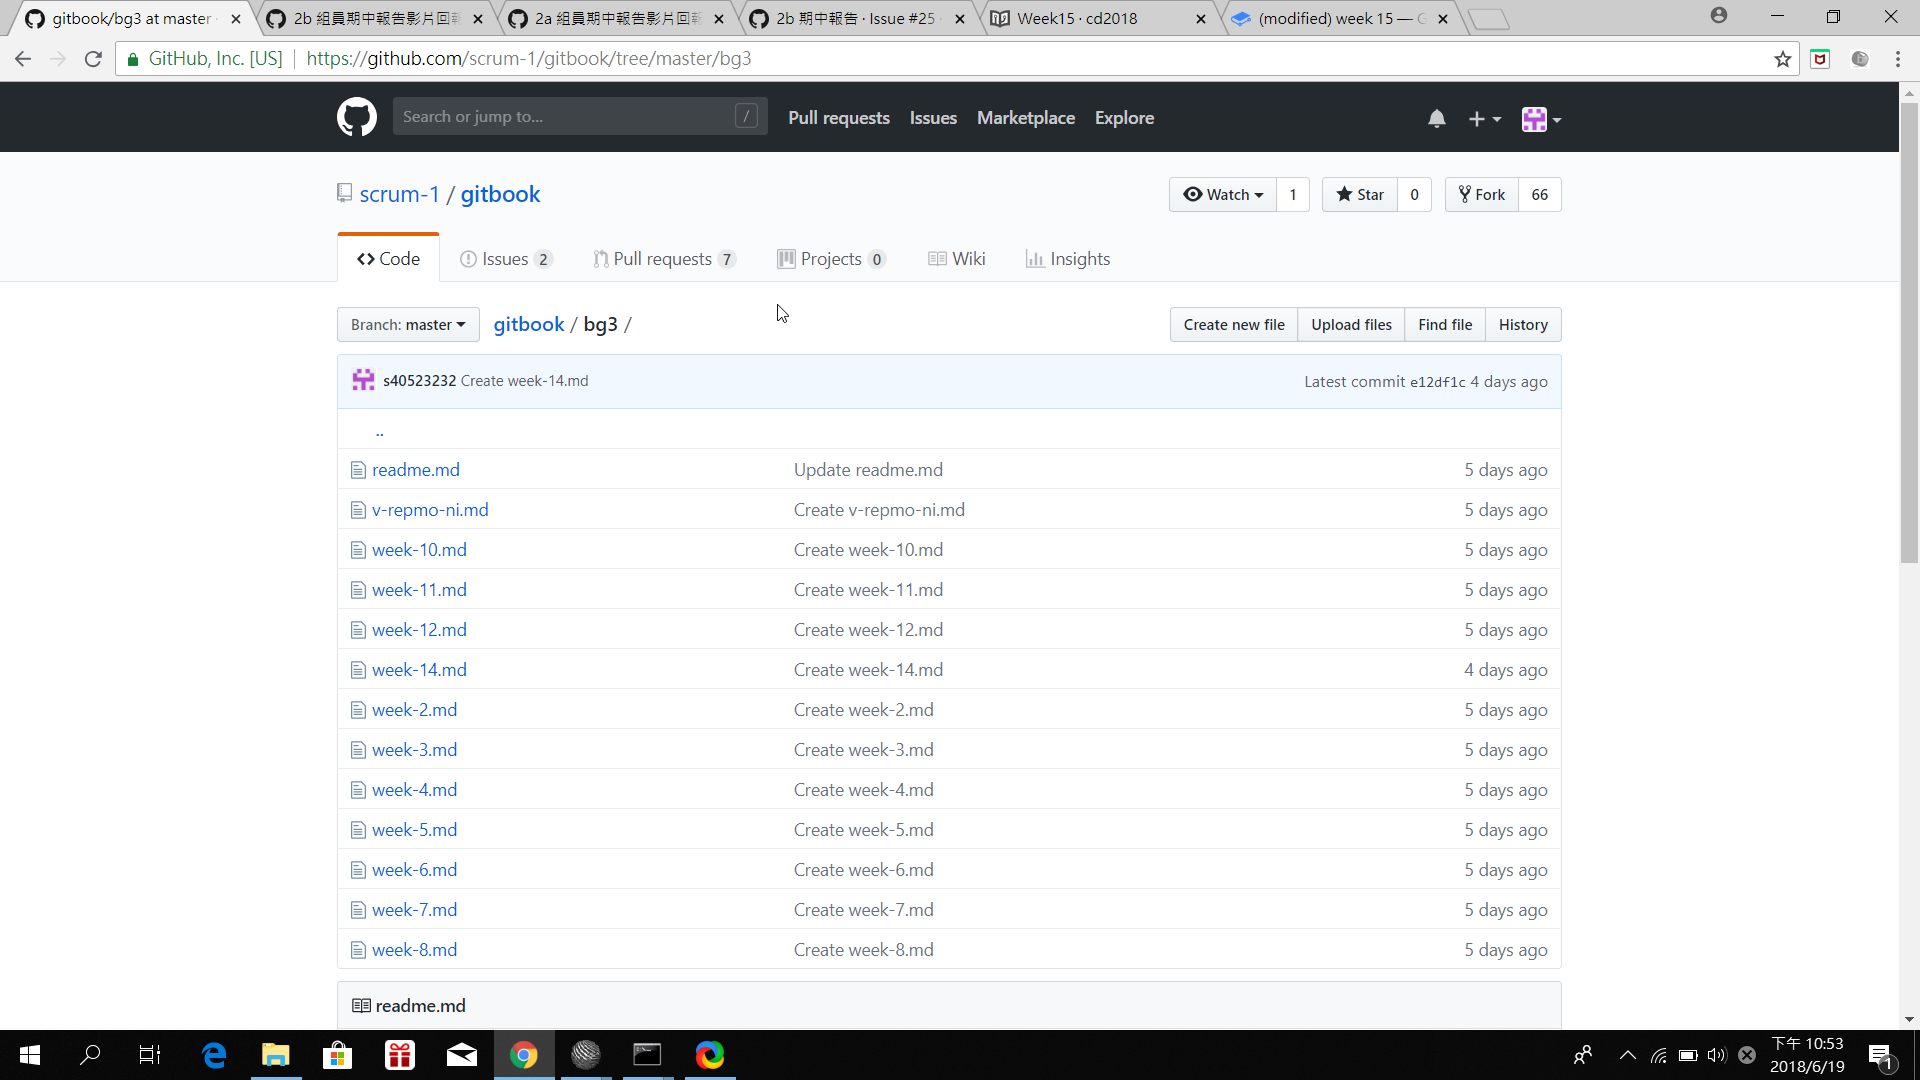 gitbook/bg3 at master
2b 組員期中報告影片回報
2a 組員期中報告影片回報
2b 期中報告 · Issue #25
Week15 · cd2018
(modified) week 15 — G
GitHub, Inc. [US]
https://github.com/scrum-1/gitbook/tree/master/bg3
Search or jump to...
/
Pull requests
Issues
Marketplace
Explore
scrum-1 / gitbook
Watch 1
Star 0
Fork 66
Code
Issues 2
Pull requests 7
Projects 0
Wiki
Insights
Branch: master
gitbook / bg3 /
Create new file
Upload files
Find file
History
s40523232 Create week-14.md
Latest commit e12df1c 4 days ago
..
readme.md Update readme.md 5 days ago
v-repmo-ni.md Create v-repmo-ni.md 5 days ago
week-10.md Create week-10.md 5 days ago
week-11.md Create week-11.md 5 days ago
week-12.md Create week-12.md 5 days ago
week-14.md Create week-14.md 4 days ago
week-2.md Create week-2.md 5 days ago
week-3.md Create week-3.md 5 days ago
week-4.md Create week-4.md 5 days ago
week-5.md Create week-5.md 5 days ago
week-6.md Create week-6.md 5 days ago
week-7.md Create week-7.md 5 days ago
week-8.md Create week-8.md 5 days ago
readme.md
下午 10:53
2018/6/19
1